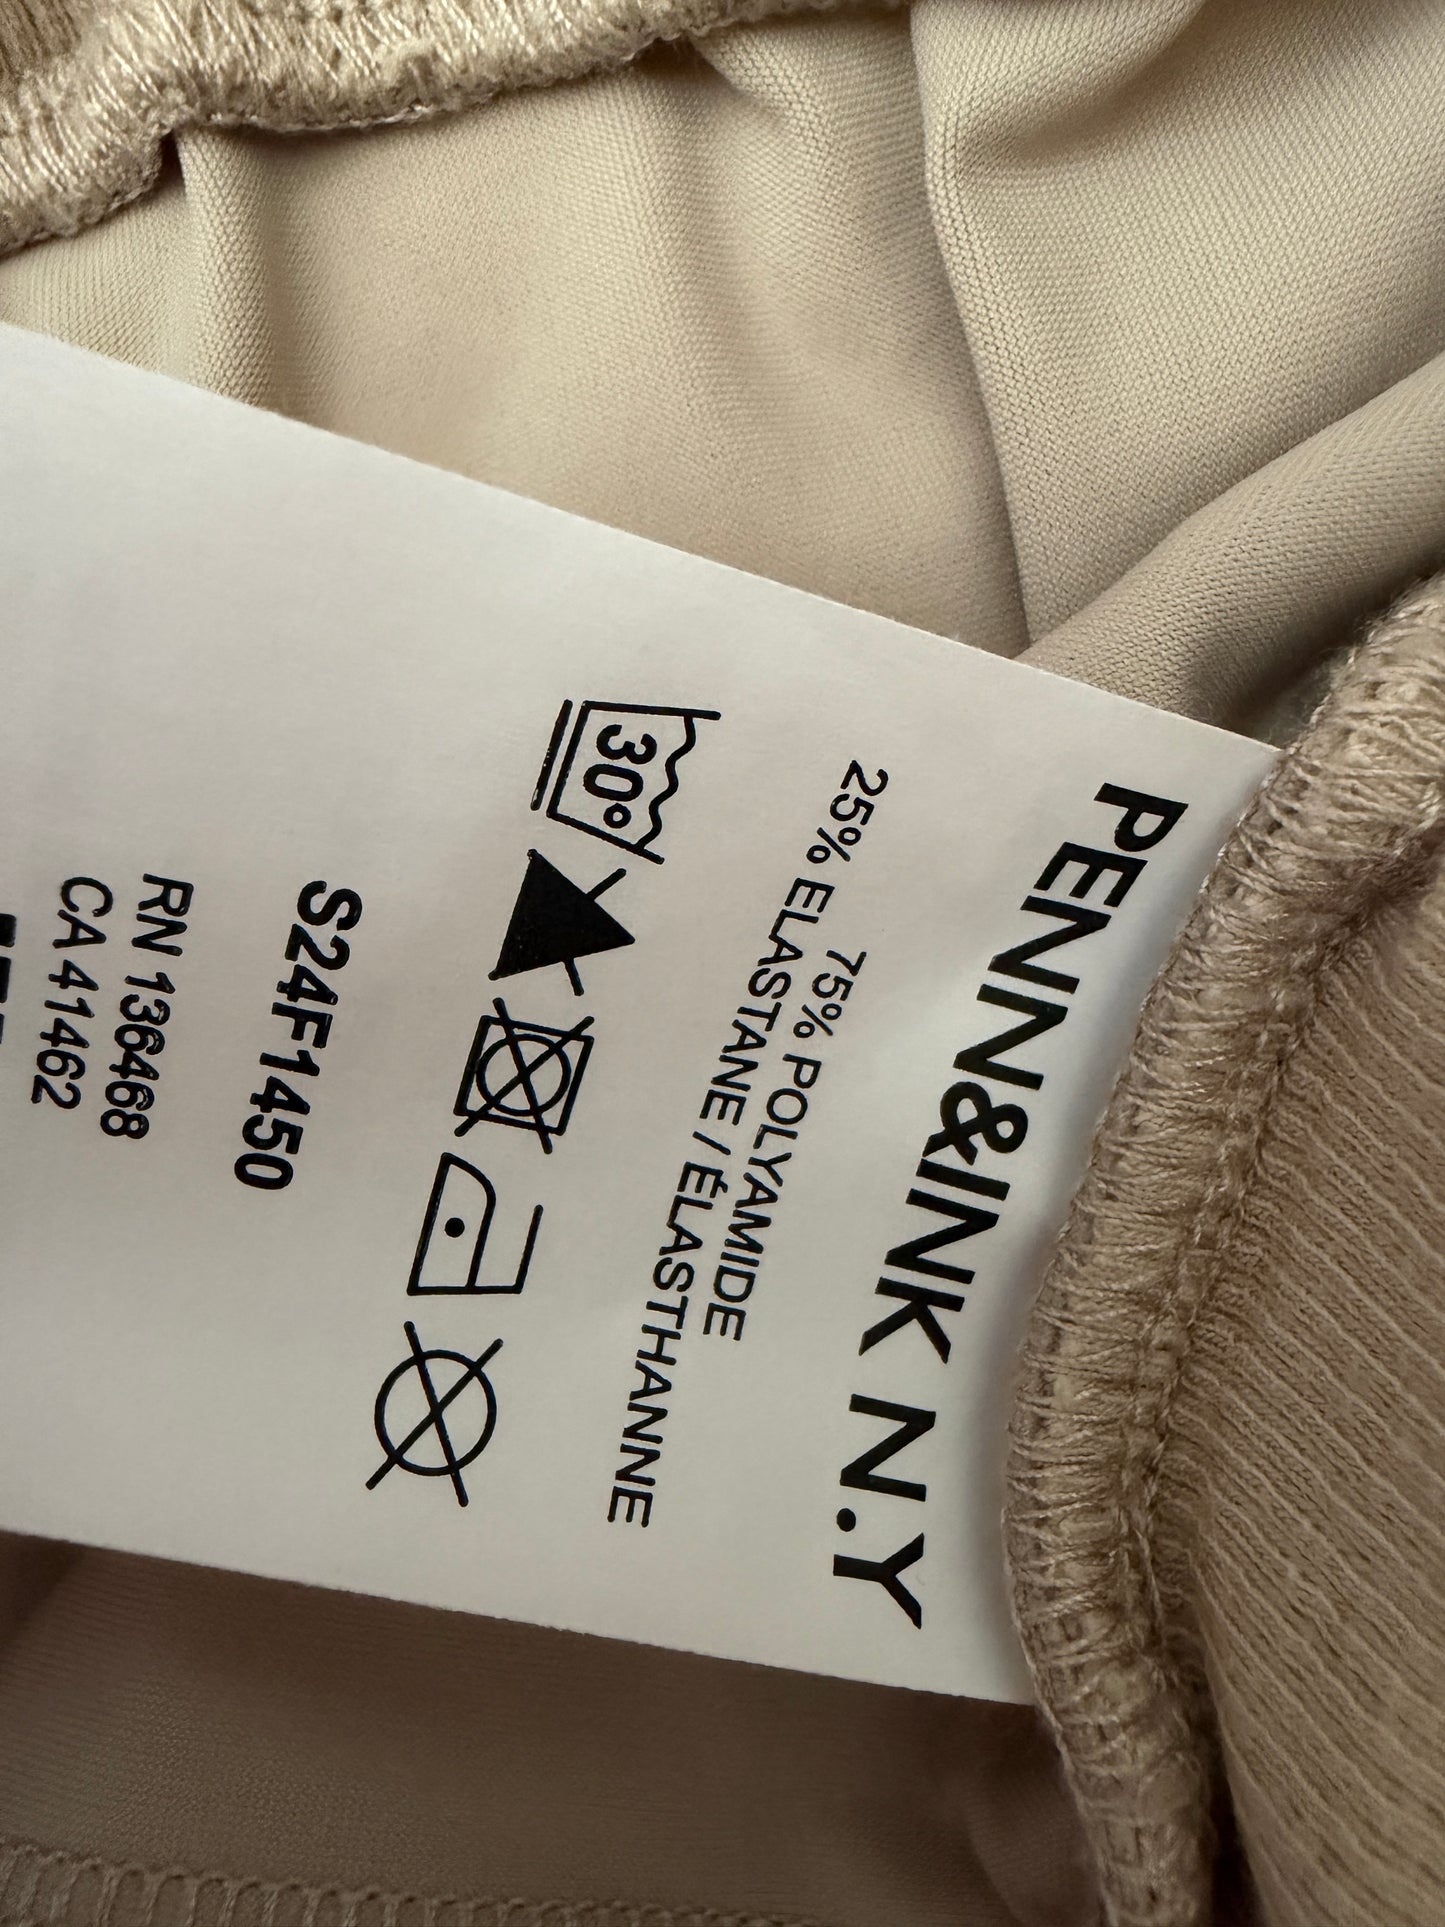 PENN&INK N.Y
75% POLYAMIDE
25% ELASTANE / ÉLASTHANNE
30°
S24F1450
RN 136468
CA 41462